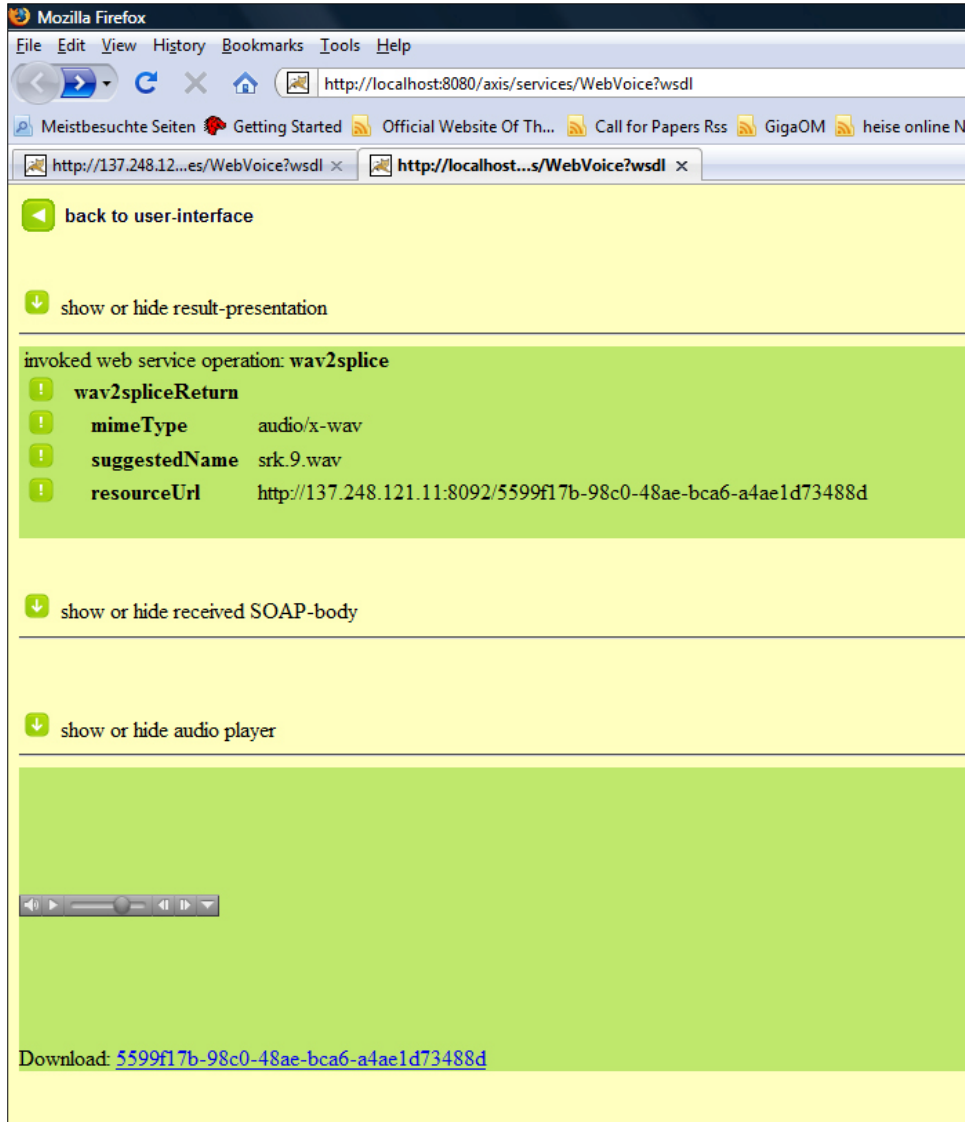 Mozilla Firefox
File Edit View History Bookmarks Tools Help
http://localhost:8080/axis/services/WebVoice?wsdl
Meistbesuchte Seiten Getting Started Official Website Of Th... Call for Papers Rss GigaOM heise online N
http://137.248.12...es/WebVoice?wsdl http://localhost...s/WebVoice?wsdl
back to user-interface
show or hide result-presentation
invoked web service operation: wav2splice
wav2spliceReturn
mimeType audio/x-wav
suggestedName srk.9.wav
resourceUrl http://137.248.121.11:8092/5599f17b-98c0-48ae-bca6-a4ae1d73488d
show or hide received SOAP-body
show or hide audio player
Download: 5599f17b-98c0-48ae-bca6-a4ae1d73488d